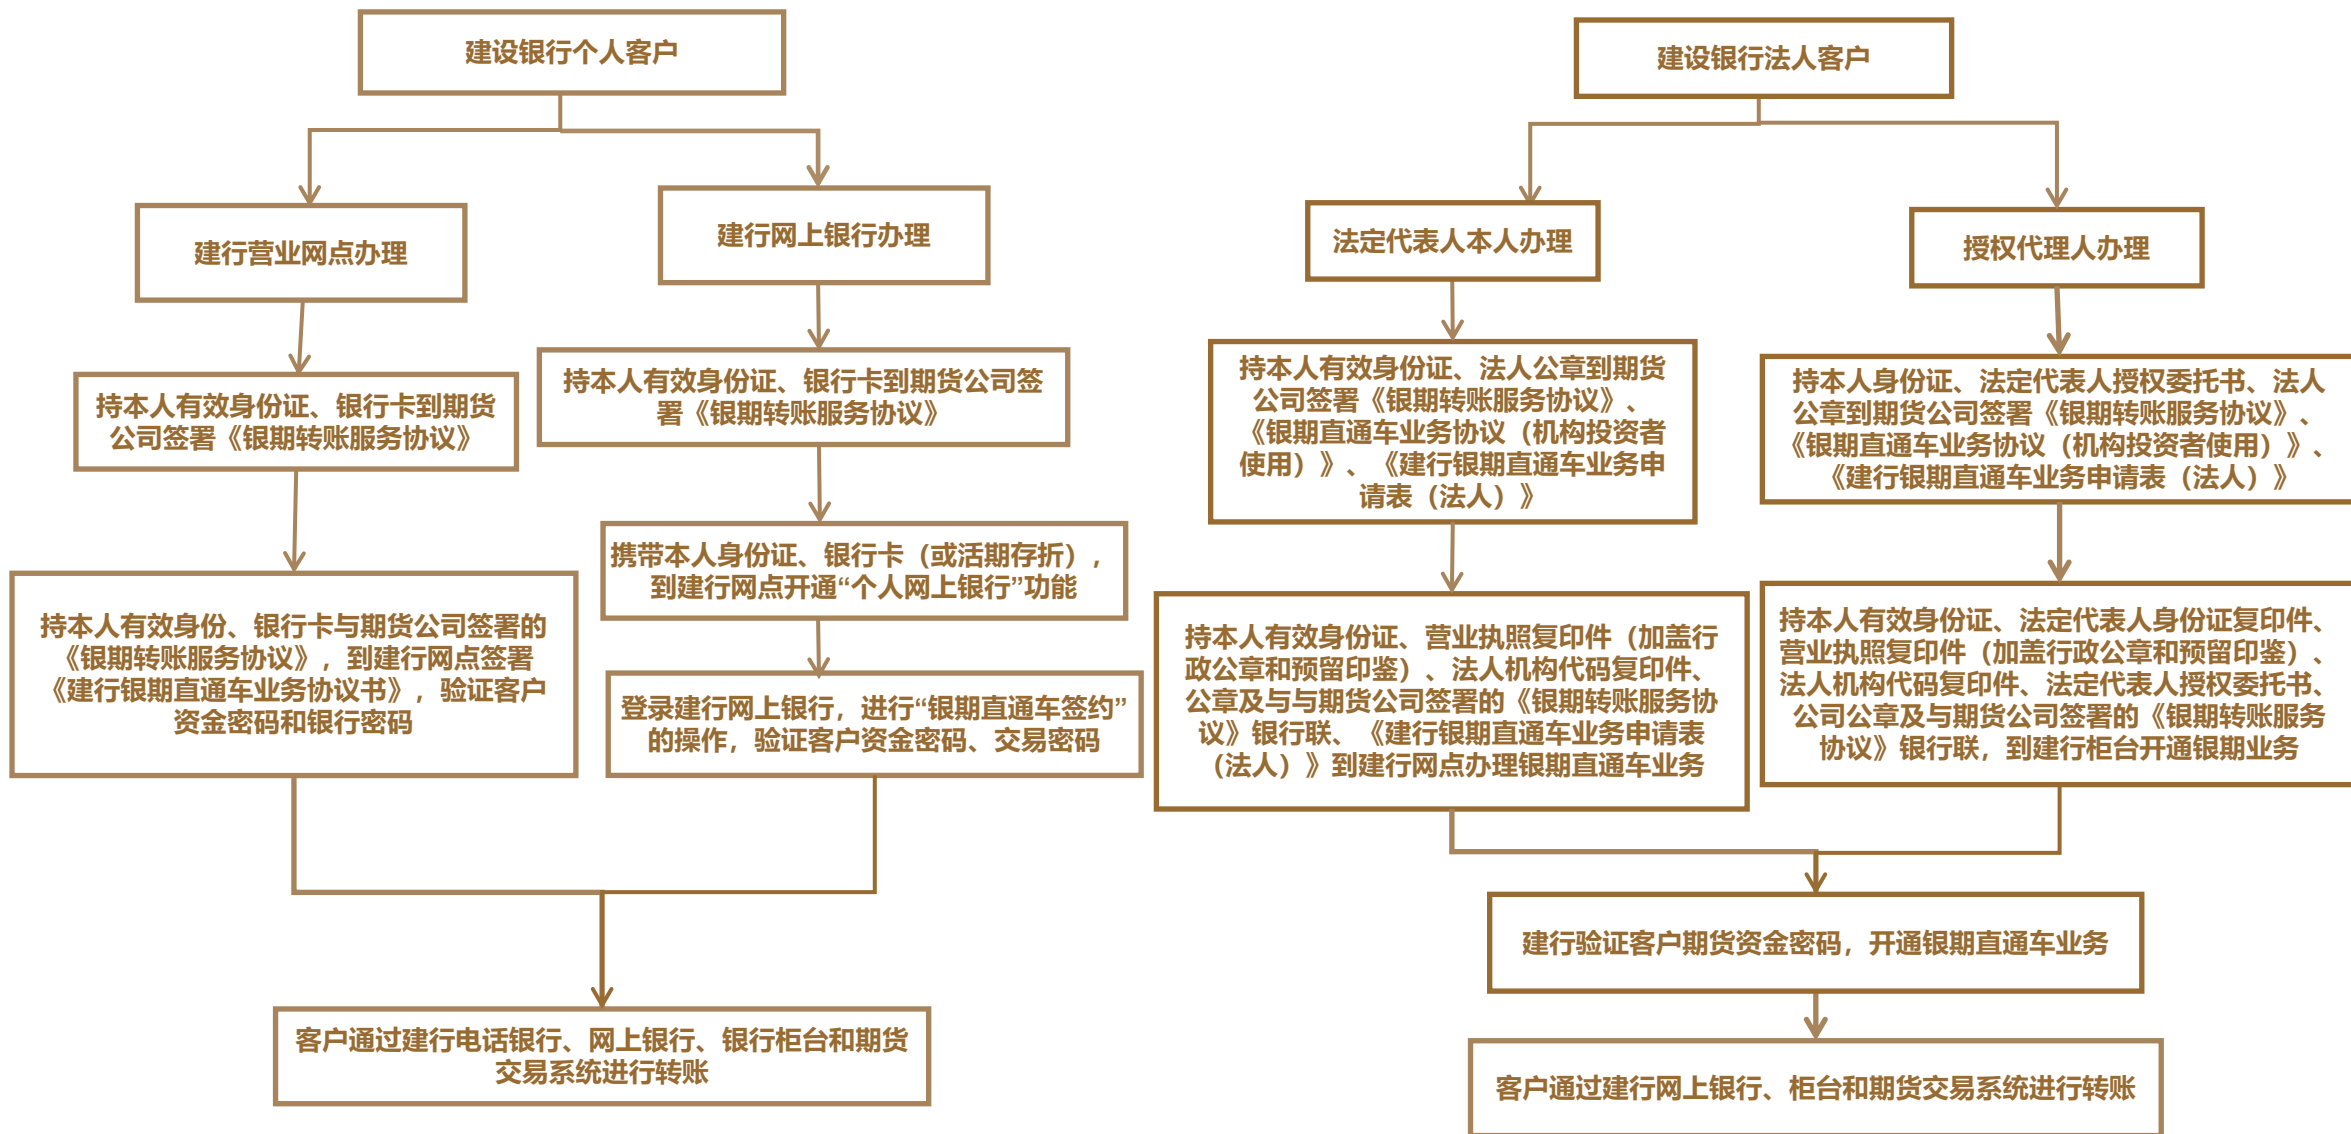 建设银行个人客户
建行营业网点办理
建行网上银行办理
持本人有效身份证、银行卡到期货
公司签署《银期转账服务协议》
持本人有效身份证、银行卡到期货公司签
署《银期转账服务协议》
持本人有效身份、银行卡与期货公司签署的
《银期转账服务协议》，到建行网点签署
《建行银期直通车业务协议书》，验证客户
资金密码和银行密码
携带本人身份证、银行卡（或活期存折），
到建行网点开通“个人网上银行”功能
登录建行网上银行，进行“银期直通车签约”
的操作，验证客户资金密码、交易密码
客户通过建行电话银行、网上银行、银行柜台和期货
交易系统进行转账
建设银行法人客户
法定代表人本人办理
授权代理人办理
持本人有效身份证、法人公章到期货
公司签署《银期转账服务协议》、
《银期直通车业务协议（机构投资者
使用）》、《建行银期直通车业务申
请表（法人）》
持本人身份证、法定代表人授权委托书、法人
公章到期货公司签署《银期转账服务协议》、
《银期直通车业务协议（机构投资者使用）》、
《建行银期直通车业务申请表（法人）》
持本人有效身份证、营业执照复印件（加盖行
政公章和预留印鉴）、法人机构代码复印件、
公章及与与期货公司签署的《银期转账服务协
议》银行联、《建行银期直通车业务申请表
（法人）》到建行网点办理银期直通车业务
持本人有效身份证、法定代表人身份证复印件、
营业执照复印件（加盖行政公章和预留印鉴）、
法人机构代码复印件、法定代表人授权委托书、
公司公章及与期货公司签署的《银期转账服务
协议》银行联，到建行柜台开通银期业务
建行验证客户期货资金密码，开通银期直通车业务
客户通过建行网上银行、柜台和期货交易系统进行转账